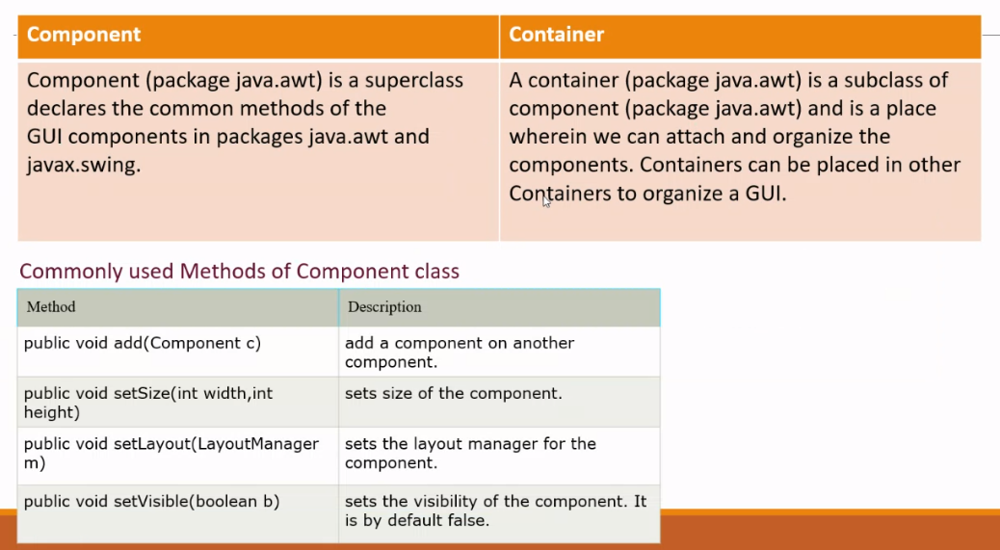 Component
Container
Component (package java.awt) is a superclass
declares the common methods of the
GUI components in packages java.awt and
javax.swing.
A container (package java.awt) is a subclass of
component (package java.awt) and is a place
wherein we can attach and organize the
components. Containers can be placed in other
Containers to organize a GUI.
Commonly used Methods of Component class
Method
Description
public void add(Component c)
add a component on another
component.
public void setSize(int width,int
height)
sets size of the component.
public void setLayout(LayoutManager
m)
sets the layout manager for the
component.
public void setVisible(boolean b)
sets the visibility of the component. It
is by default false.